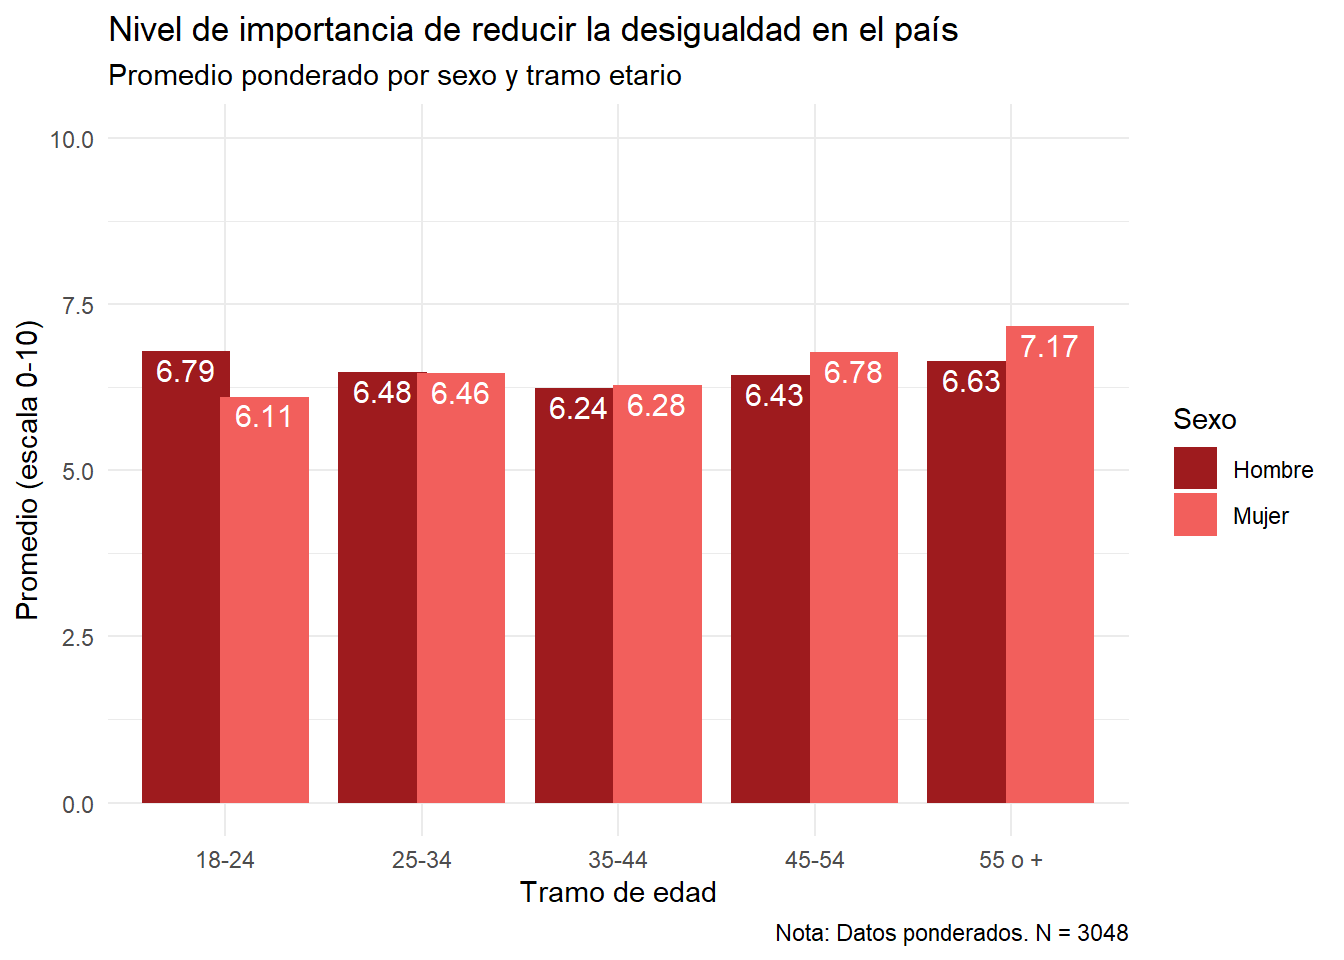 Nivel de importancia de reducir la desigualdad en el país
Promedio ponderado por sexo y tramo etario
Promedio (escala 0-10)
10.0
7.5
5.0
2.5
0.0
6.79
6.11
6.48
6.46
6.24
6.28
6.43
6.78
6.63
7.17
18-24
25-34
35-44
45-54
55 o +
Tramo de edad
Sexo
Hombre
Mujer
Nota: Datos ponderados. N = 3048